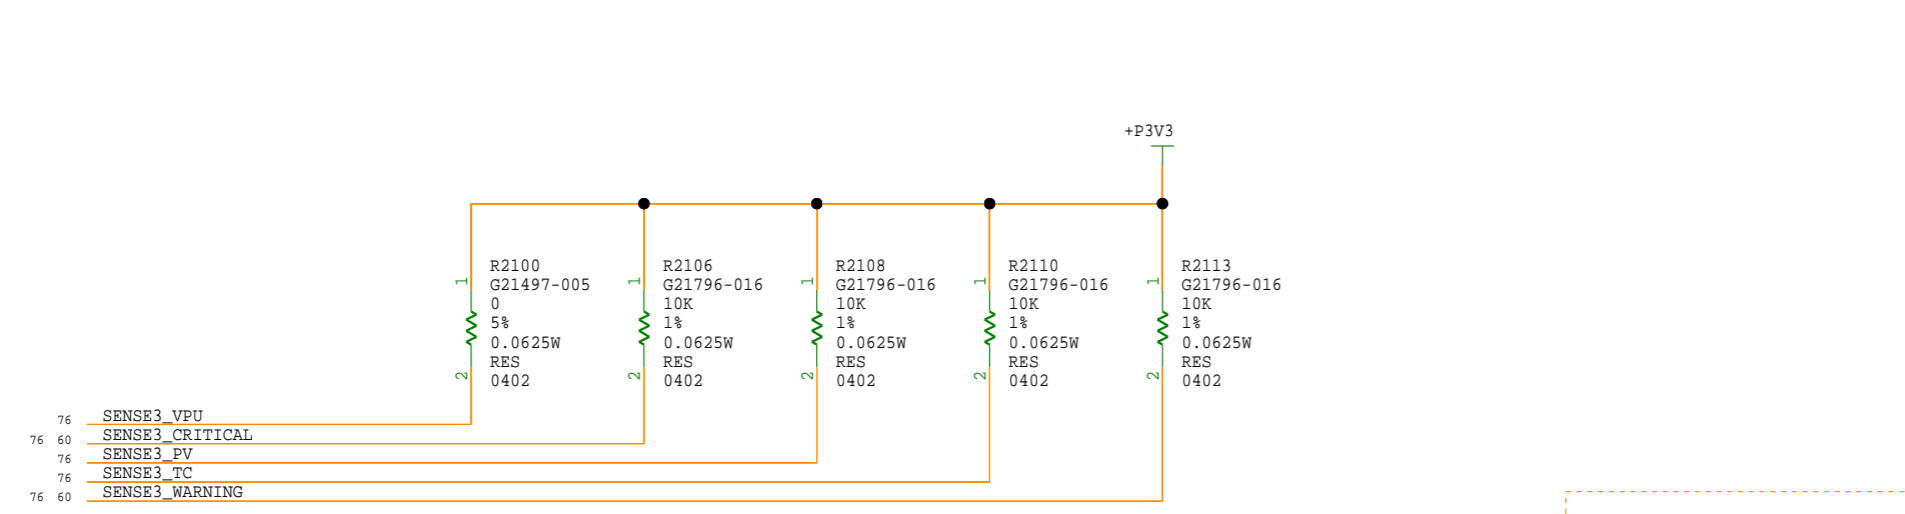 +P3V3
R2100
G21497-005
0
5%
0.0625W
RES
0402
1
2
R2106
G21796-016
10K
1%
0.0625W
RES
0402
1
2
R2108
G21796-016
10K
1%
0.0625W
RES
0402
1
2
R2110
G21796-016
10K
1%
0.0625W
RES
0402
1
2
R2113
G21796-016
10K
1%
0.0625W
RES
0402
1
2
76 SENSE3_VPU
76 60 SENSE3_CRITICAL
76 SENSE3_PV
76 SENSE3_TC
76 60 SENSE3_WARNING